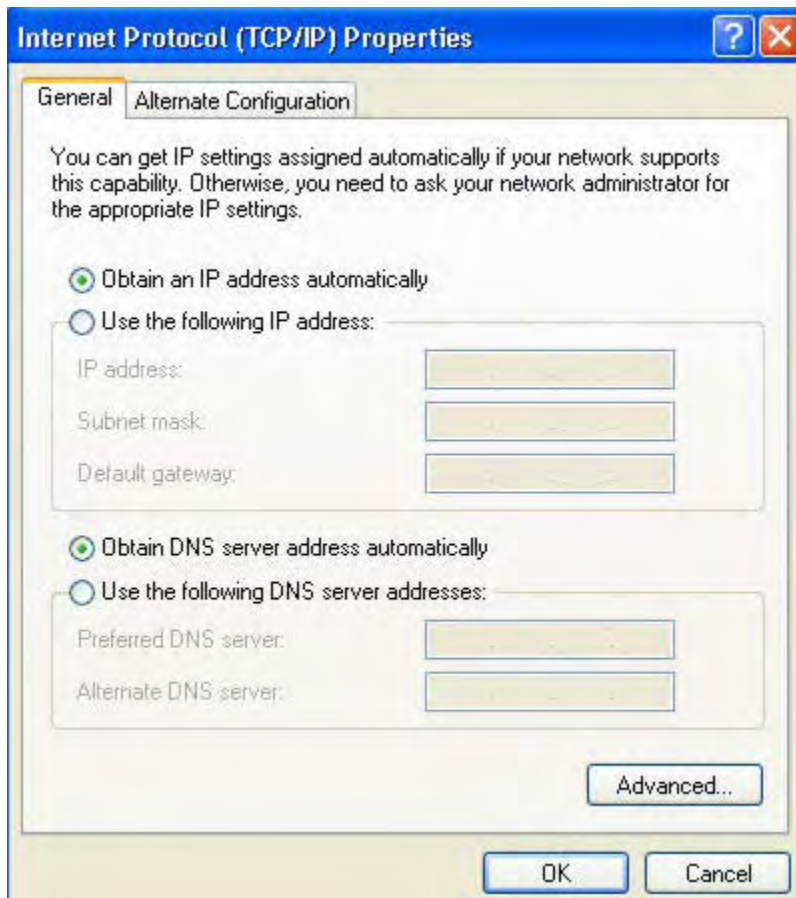 Internet Protocol (TCP/IP) Properties
General
Alternate Configuration
You can get IP settings assigned automatically if your network supports
this capability. Otherwise, you need to ask your network administrator for
the appropriate IP settings.
Obtain an IP address automatically
Use the following IP address:
IP address:
Subnet mask:
Default gateway:
Obtain DNS server address automatically
Use the following DNS server addresses:
Preferred DNS server:
Alternate DNS server:
Advanced...
OK
Cancel